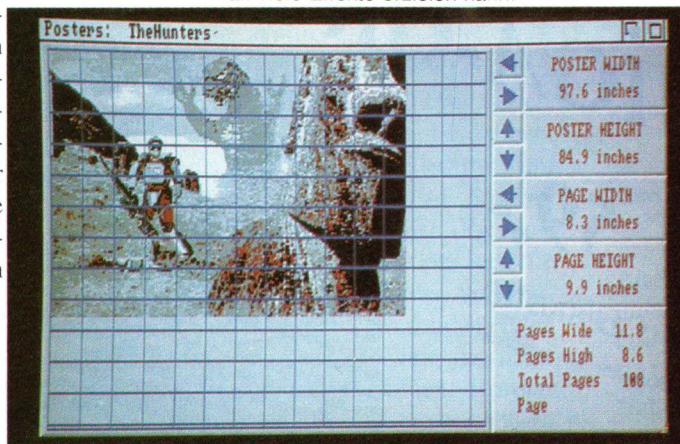 Posters: TheHunters
POSTER WIDTH
97.6 inches
POSTER HEIGHT
84.9 inches
PAGE WIDTH
8.3 inches
PAGE HEIGHT
9.9 inches
Pages Wide 11.8
Pages High 8.6
Total Pages 108
Page